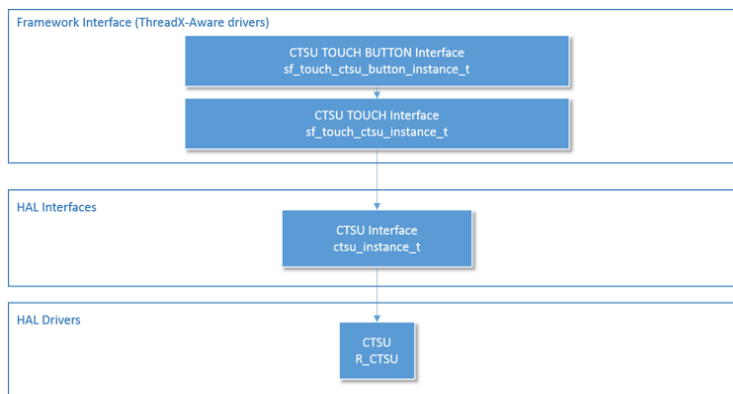 Framework Interface (ThreadX-Aware drivers)
CTSU TOUCH BUTTON Interface
sf_touch_ctsu_button_instance_t
CTSU TOUCH Interface
sf_touch_ctsu_instance_t
HAL Interfaces
CTSU Interface
ctsu_instance_t
HAL Drivers
CTSU
R_CTSU